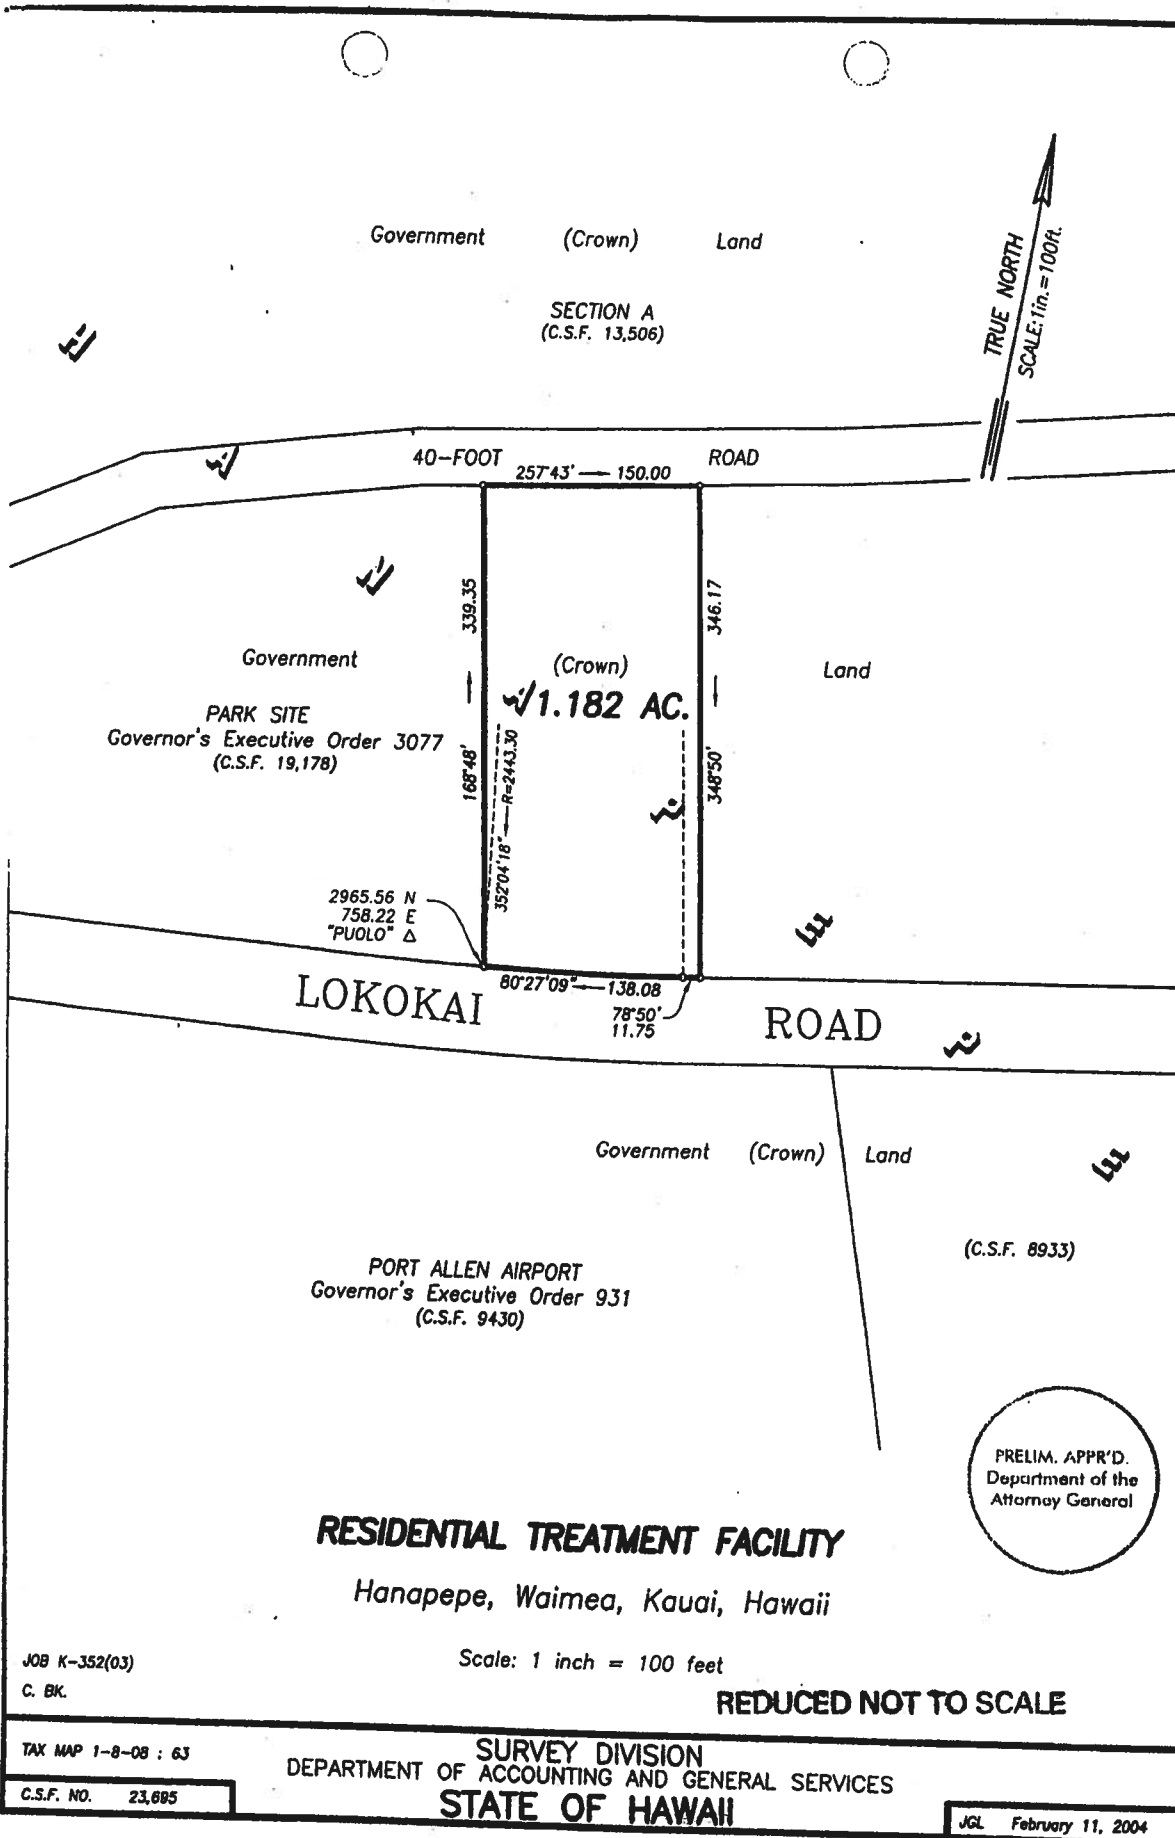 Government (Crown) Land
SECTION A
(C.S.F. 13,506)
TRUE NORTH
SCALE: 1in.=100ft.
40-FOOT ROAD
257°43' 150.00
339.35
168°48'
346.17
348°50'
Government (Crown) Land
1.182 AC.
PARK SITE
Governor's Executive Order 3077
(C.S.F. 19,178)
352°04'18" R=2443.30
2965.56 N
758.22 E
"PUOLO" Δ
80°27'09" 138.08
78°50'
11.75
LOKOKAI ROAD
Government (Crown) Land
(C.S.F. 8933)
PORT ALLEN AIRPORT
Governor's Executive Order 931
(C.S.F. 9430)
PRELIM. APPR'D.
Department of the
Attorney General
RESIDENTIAL TREATMENT FACILITY
Hanapepe, Waimea, Kauai, Hawaii
JOB K-352(03)
C. BK.
Scale: 1 inch = 100 feet
REDUCED NOT TO SCALE
TAX MAP 1-8-08 : 63
C.S.F. NO. 23,695
SURVEY DIVISION
DEPARTMENT OF ACCOUNTING AND GENERAL SERVICES
STATE OF HAWAII
JGL February 11, 2004